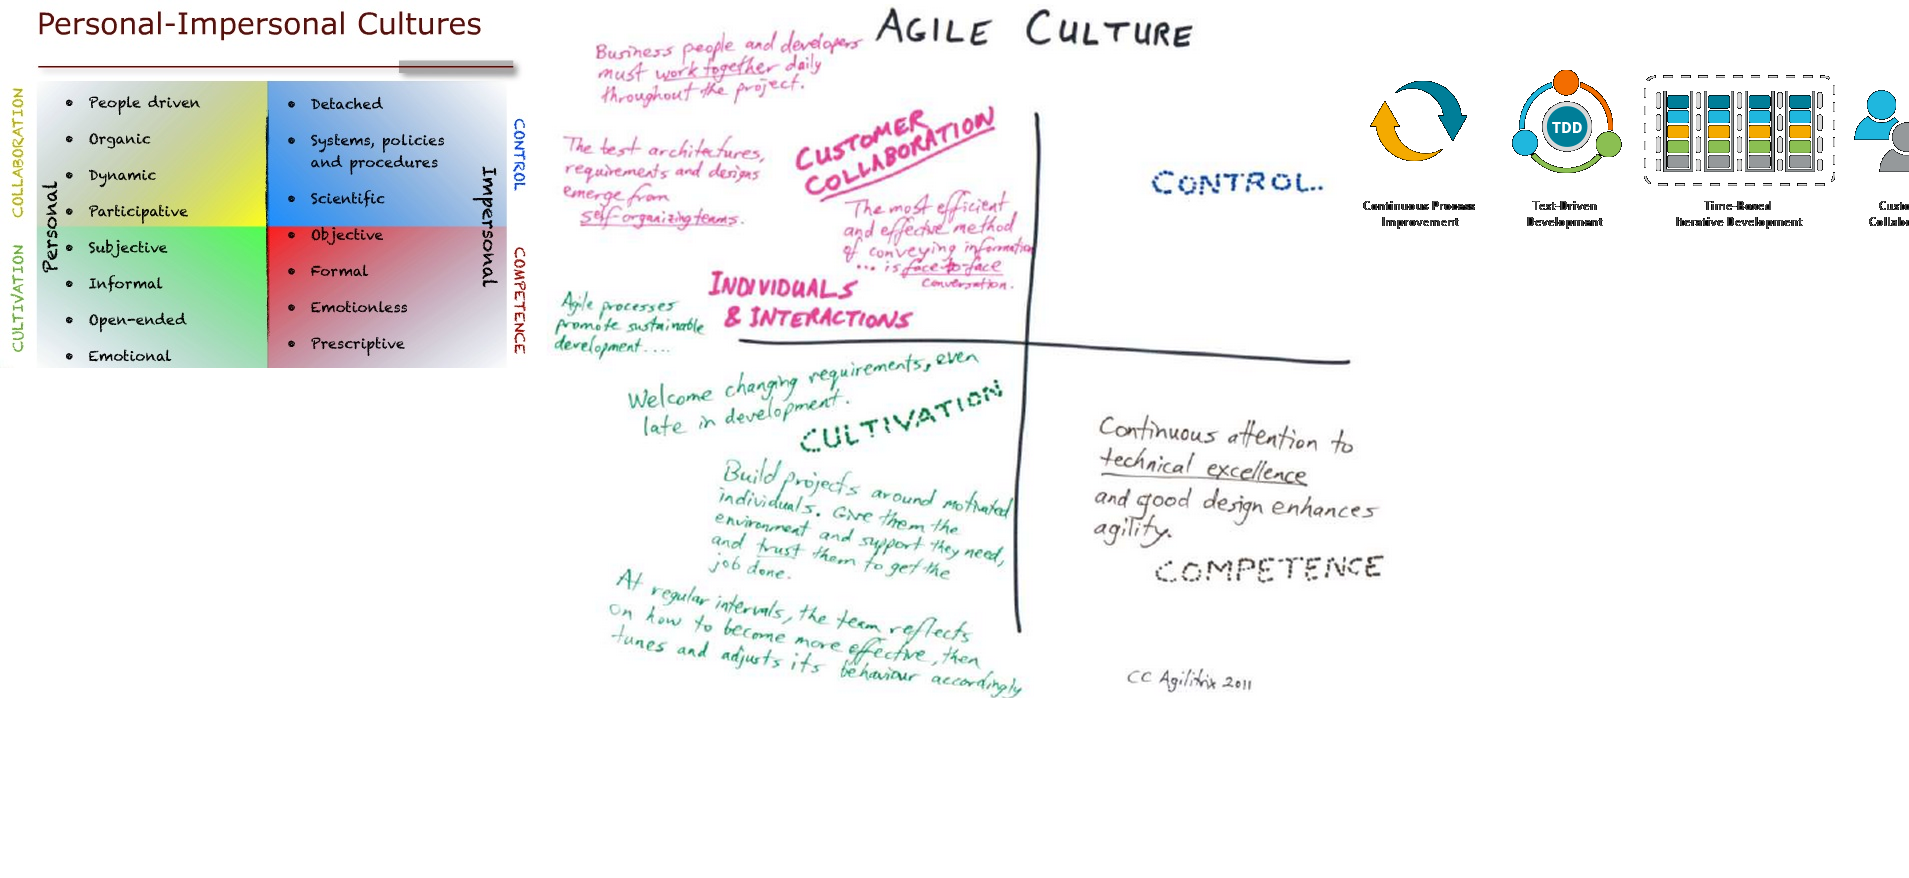 Personal-Impersonal Cultures
COLLABORATION
CULTIVATION
Personal
People driven
Organic
Dynamic
Participative
Subjective
Informal
Open-ended
Emotional
Detached
Systems, policies
and procedures
Scientific
Objective
Formal
Emotionless
Prescriptive
Impersonal
CONTROL
COMPETENCE
AGILE CULTURE
Business people and developers
must work together daily
throughout the project.
CUSTOMER
COLLABORATION
The test architectures,
requirements and designs
emerge from
self-organizing teams.
The most efficient
and effective method
of conveying information
... is face-to-face
conversation.
INDIVIDUALS
& INTERACTIONS
CONTROL..
Agile processes
promote sustainable
development....
Welcome changing requirements, even
late in development.
CULTIVATION
Build projects around motivated
individuals. Give them the
environment and support they need,
and trust them to get the
job done.
At regular intervals, the team reflects
on how to become more effective, then
tunes and adjusts its behaviour accordingly
Continuous attention to
technical excellence
and good design enhances
agility.
COMPETENCE
CC Agilitrix 2011
Continuous Process
Improvement
TDD
Test-Driven
Development
Time-Based
Iterative Development
Custo
Collabo